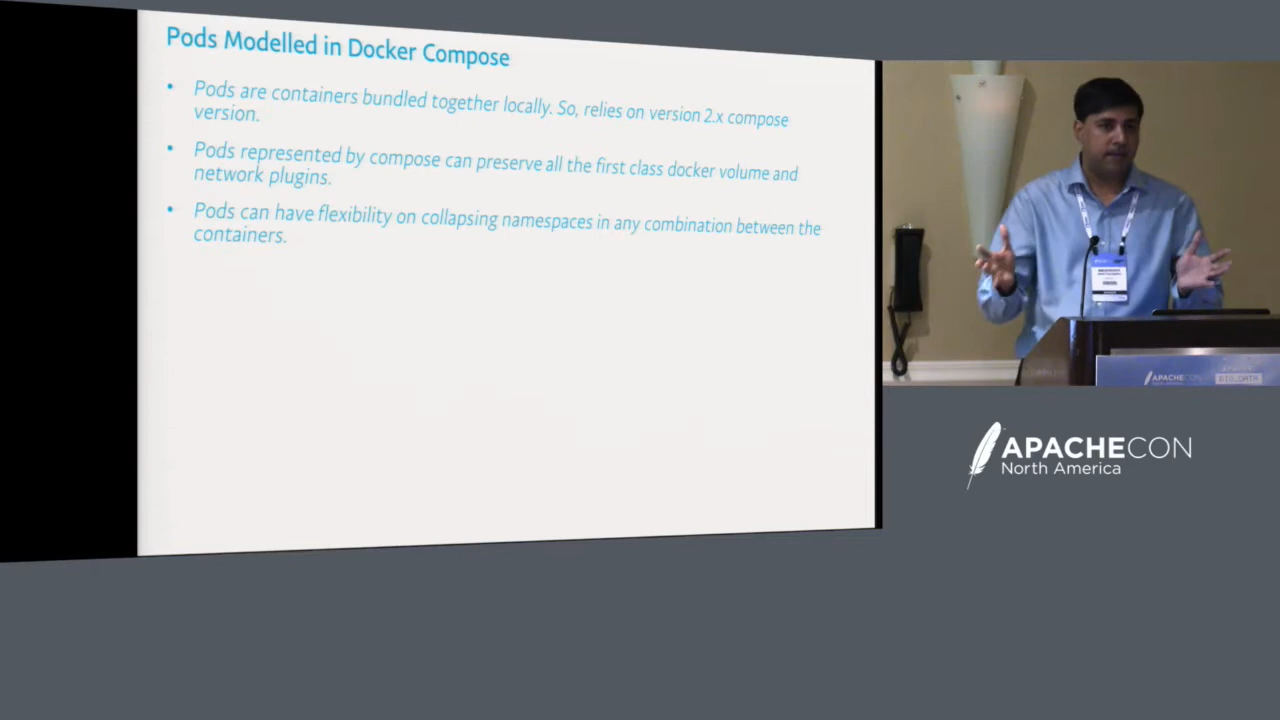 Pods Modelled in Docker Compose
• Pods are containers bundled together locally. So, relies on version 2.x compose
version.
• Pods represented by compose can preserve all the first class docker volume and
network plugins.
• Pods can have flexibility on collapsing namespaces in any combination between the
containers.
APACHECON
BIG_DATA
APACHECON
North America